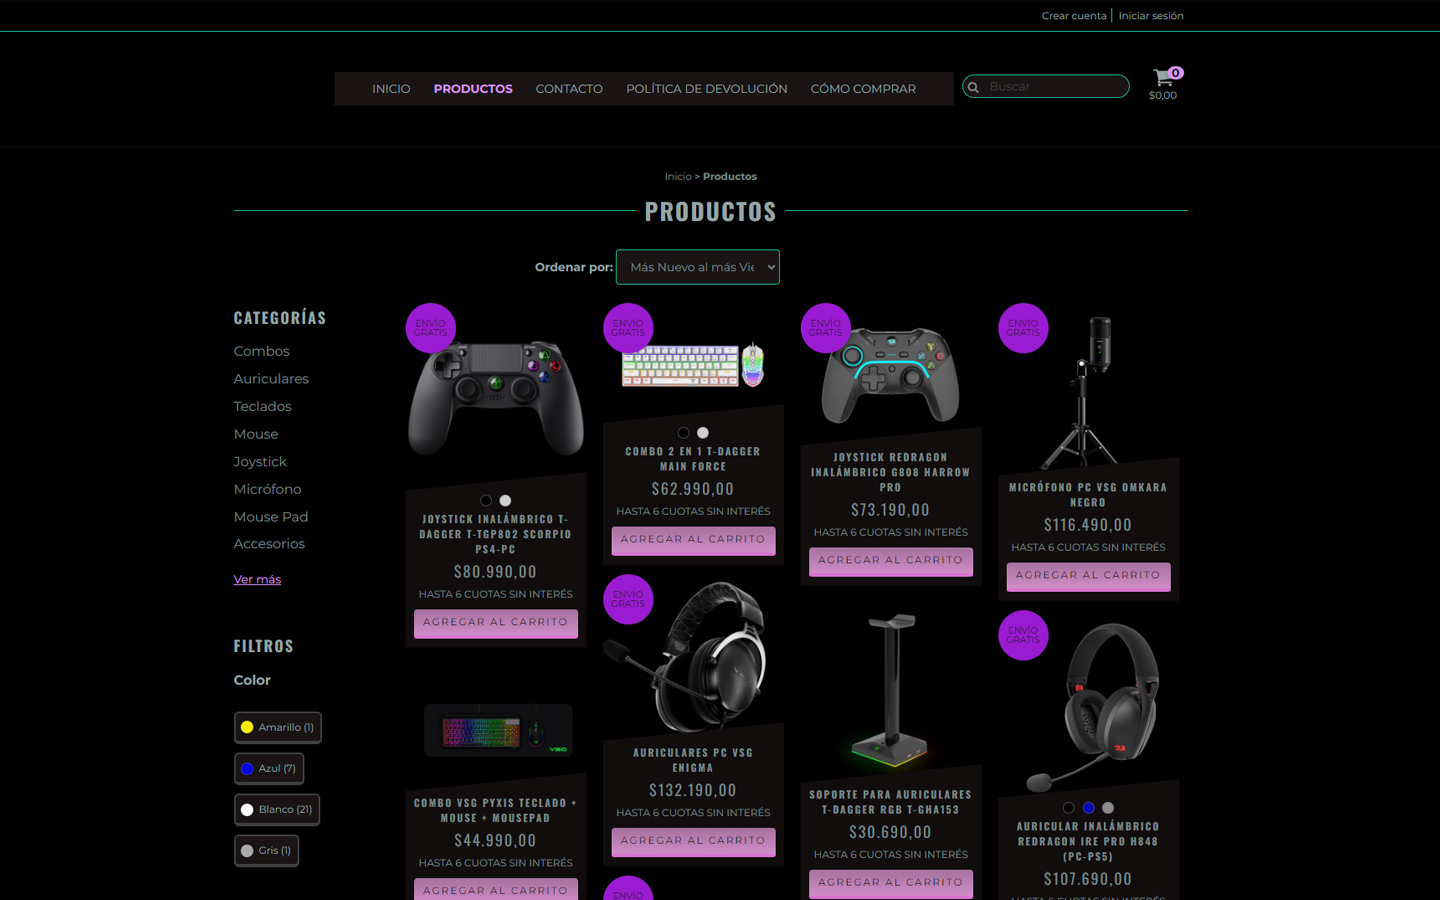 Crear cuenta | Iniciar sesión
INICIO PRODUCTOS CONTACTO POLÍTICA DE DEVOLUCIÓN CÓMO COMPRAR
Buscar
0
$0,00
Inicio > Productos
PRODUCTOS
Ordenar por: Más Nuevo al más Vie
CATEGORÍAS
Combos
Auriculares
Teclados
Mouse
Joystick
Micrófono
Mouse Pad
Accesorios
Ver más
FILTROS
Color
Amarillo (1)
Azul (7)
Blanco (21)
Gris (1)
ENVÍO
GRATIS
JOYSTICK INALÁMBRICO T-
DAGGER T-TGP802 SCORPIO
PS4-PC
$80.990,00
HASTA 6 CUOTAS SIN INTERÉS
AGREGAR AL CARRITO
ENVÍO
GRATIS
COMBO 2 EN 1 T-DAGGER
MAIN FORCE
$62.990,00
HASTA 6 CUOTAS SIN INTERÉS
AGREGAR AL CARRITO
ENVÍO
GRATIS
JOYSTICK REDRAGON
INALÁMBRICO G808 HARROW
PRO
$73.190,00
HASTA 6 CUOTAS SIN INTERÉS
AGREGAR AL CARRITO
ENVÍO
GRATIS
MICRÓFONO PC VSG OMKARA
NEGRO
$116.490,00
HASTA 6 CUOTAS SIN INTERÉS
AGREGAR AL CARRITO
VSG
COMBO VSG PYXIS TECLADO +
MOUSE + MOUSEPAD
$44.990,00
HASTA 6 CUOTAS SIN INTERÉS
AGREGAR AL CARRITO
ENVÍO
GRATIS
AURICULARES PC VSG
ENIGMA
$132.190,00
HASTA 6 CUOTAS SIN INTERÉS
AGREGAR AL CARRITO
ENVÍO
SOPORTE PARA AURICULARES
T-DAGGER RGB T-GHA153
$30.690,00
HASTA 6 CUOTAS SIN INTERÉS
AGREGAR AL CARRITO
ENVÍO
GRATIS
AURICULAR INALÁMBRICO
REDRAGON IRE PRO H848
(PC-PS5)
$107.690,00
HASTA 6 CUOTAS SIN INTERÉS